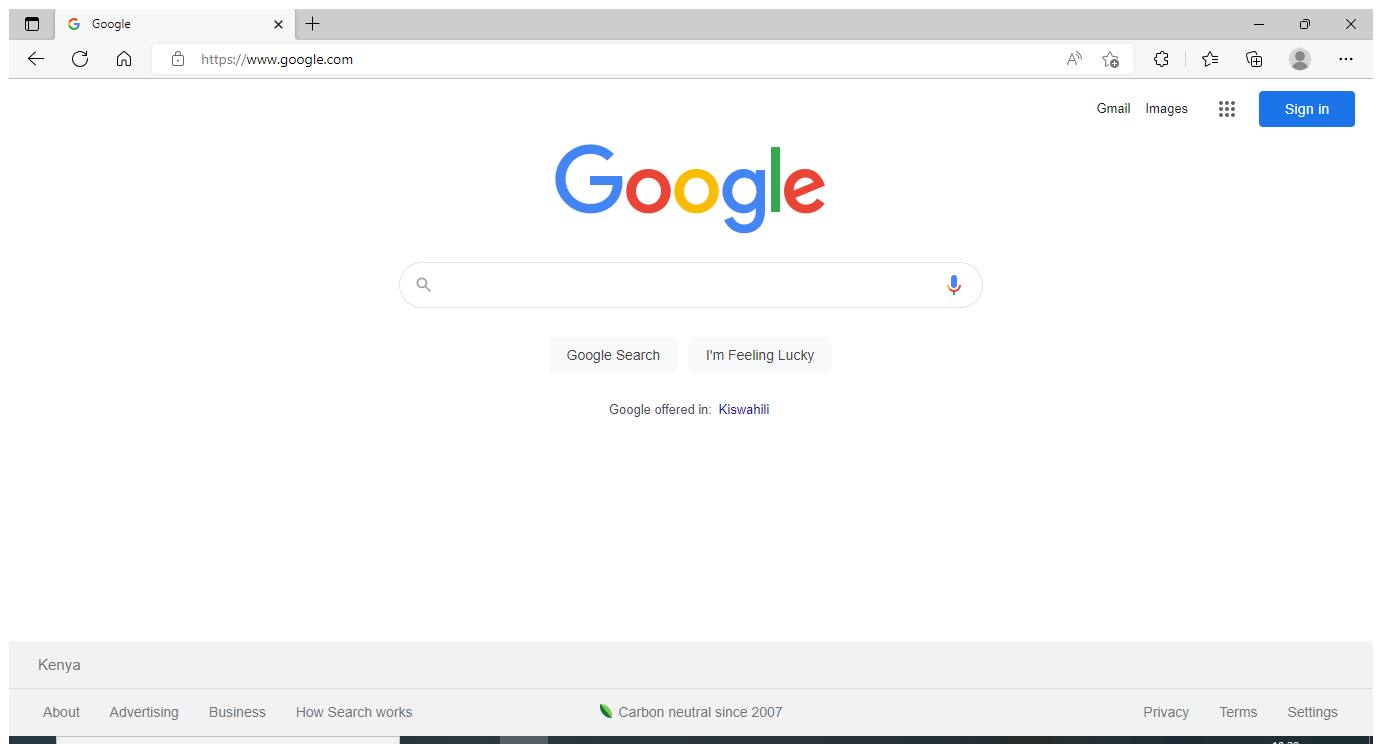 Google
https://www.google.com
Gmail Images Sign in
Google
Google Search I'm Feeling Lucky
Google offered in: Kiswahili
Kenya
About Advertising Business How Search works Carbon neutral since 2007 Privacy Terms Settings